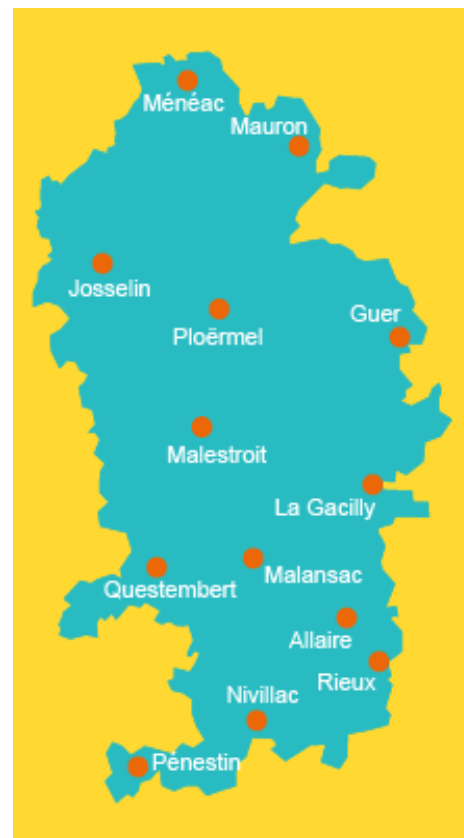 Ménéac
Mauron
Josselin
Ploërmel
Guer
Malestroit
La Gacilly
Malansac
Questembert
Allaire
Rieux
Nivillac
Pénestin